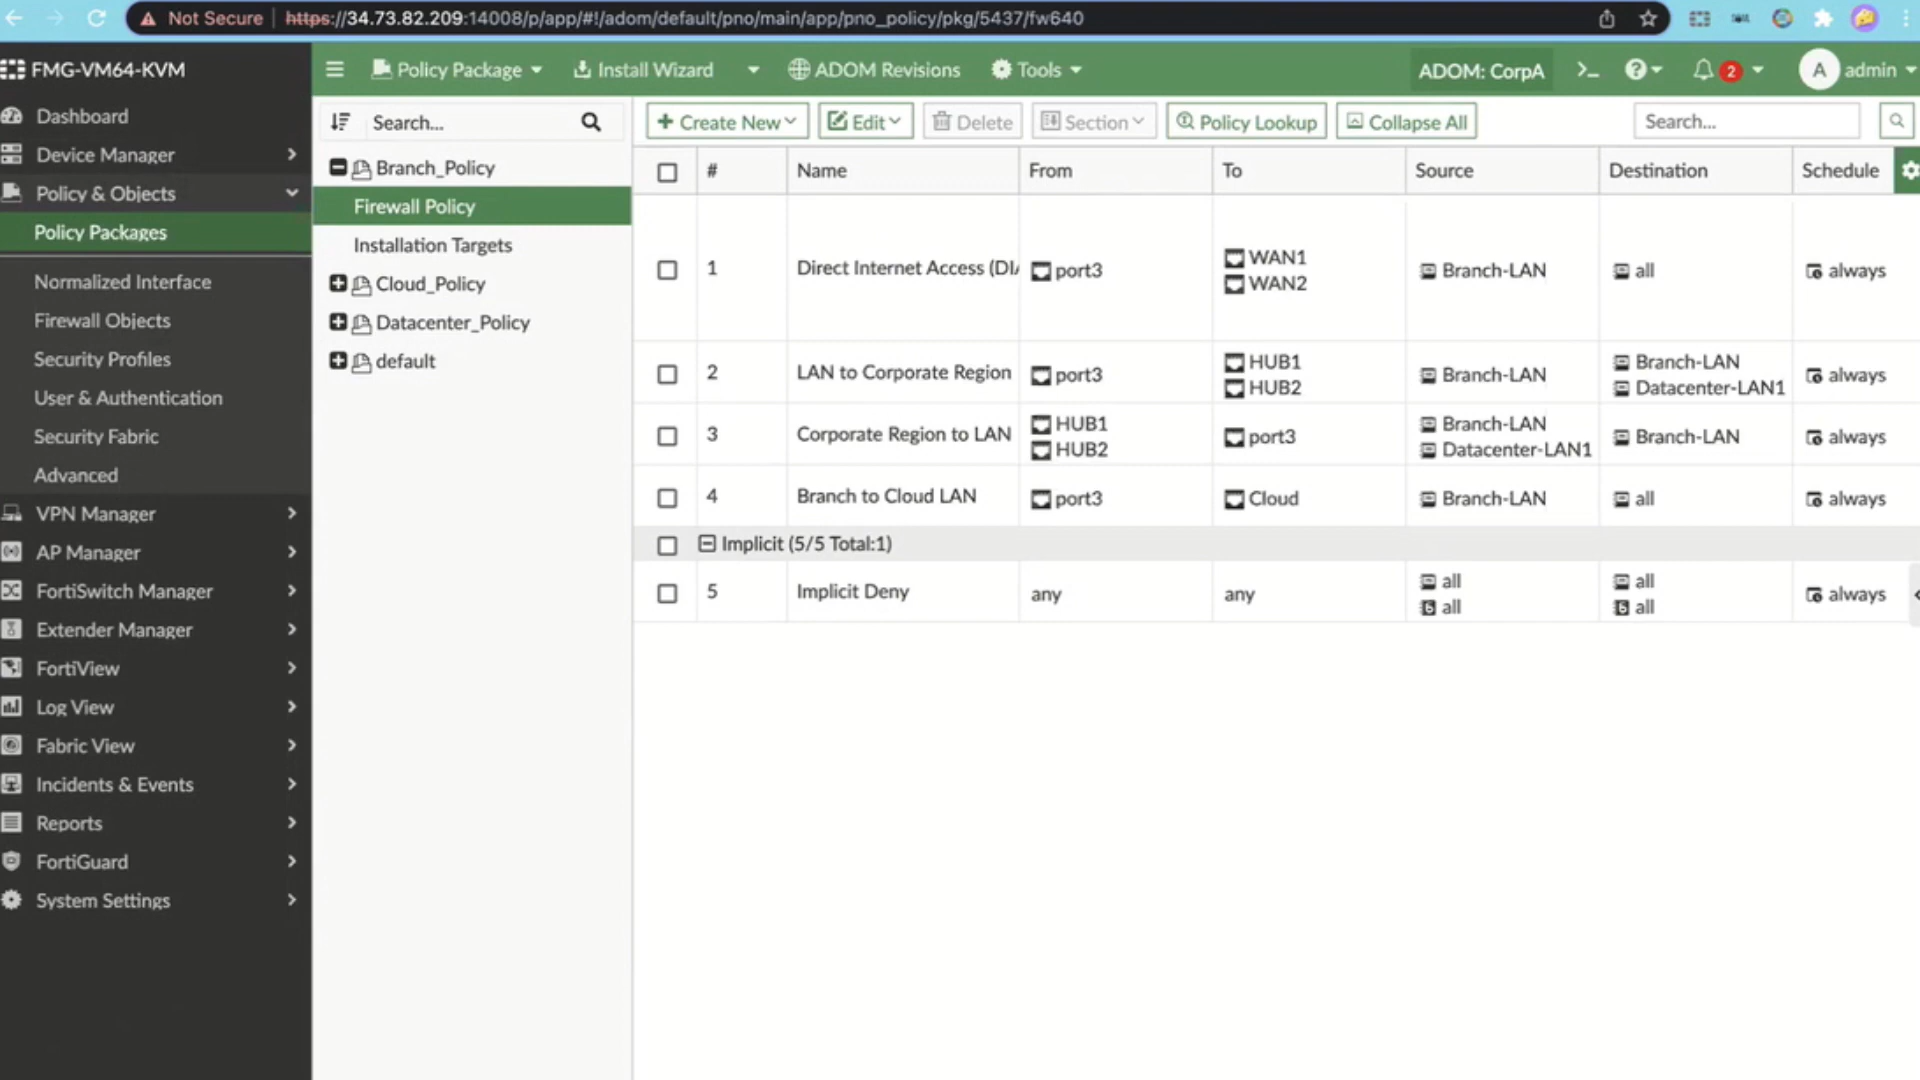 Not Secure
https://34.73.82.209:14008/p/app/#!/adom/default/pno/main/app/pno_policy/pkg/5437/fw640
FMG-VM64-KVM
Policy Package
Install Wizard
ADOM Revisions
Tools
ADOM: CorpA
2
A
admin
Dashboard
Device Manager
Policy & Objects
Policy Packages
Normalized Interface
Firewall Objects
Security Profiles
User & Authentication
Security Fabric
Advanced
VPN Manager
AP Manager
FortiSwitch Manager
Extender Manager
FortiView
Log View
Fabric View
Incidents & Events
Reports
FortiGuard
System Settings
Search...
Branch_Policy
Firewall Policy
Installation Targets
Cloud_Policy
Datacenter_Policy
default
Create New
Edit
Delete
Section
Policy Lookup
Collapse All
Search...
# Name From To Source Destination Schedule
1 Direct Internet Access (DIA port3 WAN1 Branch-LAN all always
WAN2
2 LAN to Corporate Region port3 HUB1 Branch-LAN Branch-LAN always
HUB2 Datacenter-LAN1
3 Corporate Region to LAN HUB1 port3 Branch-LAN Branch-LAN always
HUB2 Datacenter-LAN1
4 Branch to Cloud LAN port3 Cloud Branch-LAN all always
Implicit (5/5 Total:1)
5 Implicit Deny any any all all always
all all